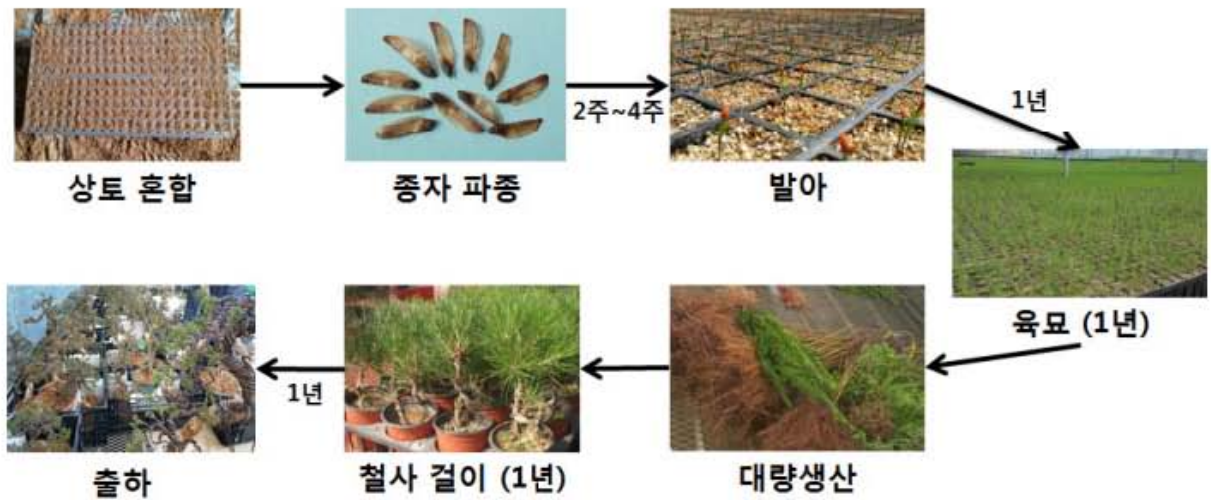 상토 혼합
종자 파종
2주~4주
발아
1년
육묘 (1년)
대량생산
철사 걸이 (1년)
1년
출하